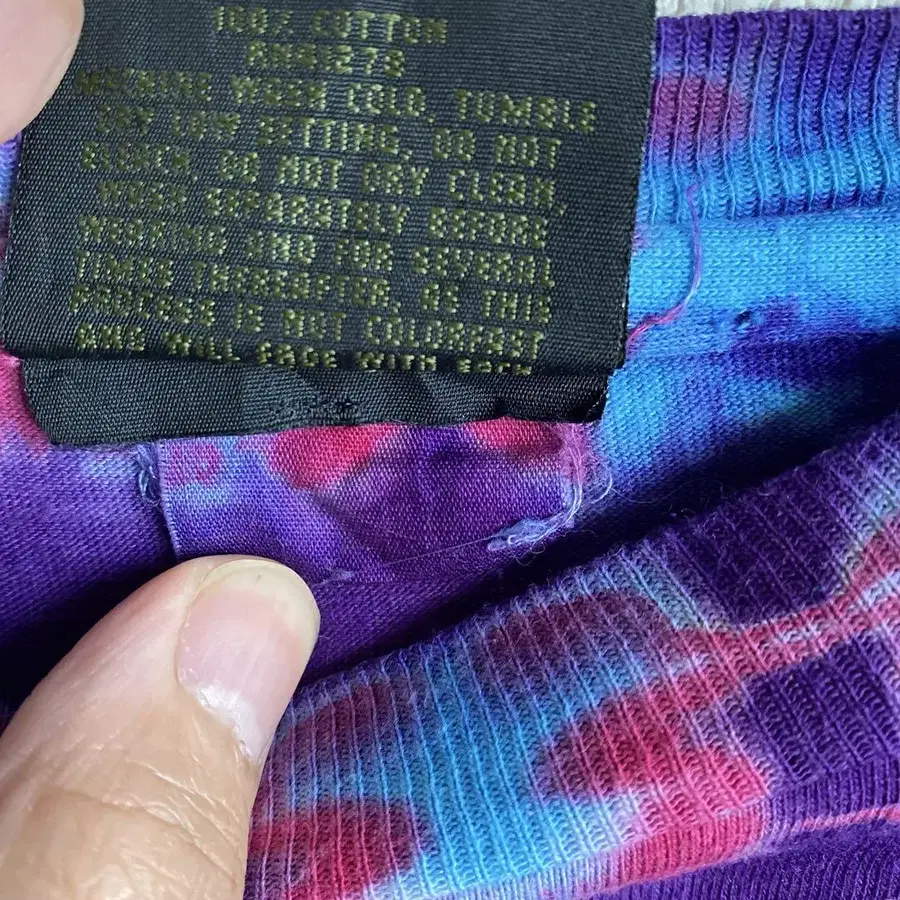 100% COTTON
RN91278
MACHINE WASH COLD, TUMBLE
DRY LOW SETTING, DO NOT
BLEACH, DO NOT DRY CLEAN,
WASH SEPARATELY BEFORE
WEARING AND FOR SEVERAL
TIMES THEREAFTER, AS THIS
PROCESS IS NOT COLORFAST
AND WILL FADE WITH EACH